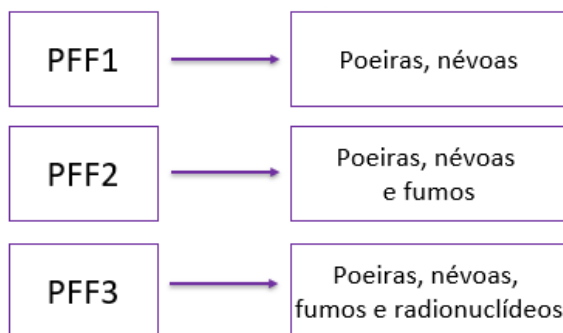 PFF1
Poeiras, névoas
PFF2
Poeiras, névoas
e fumos
PFF3
Poeiras, névoas,
fumos e radionuclídeos